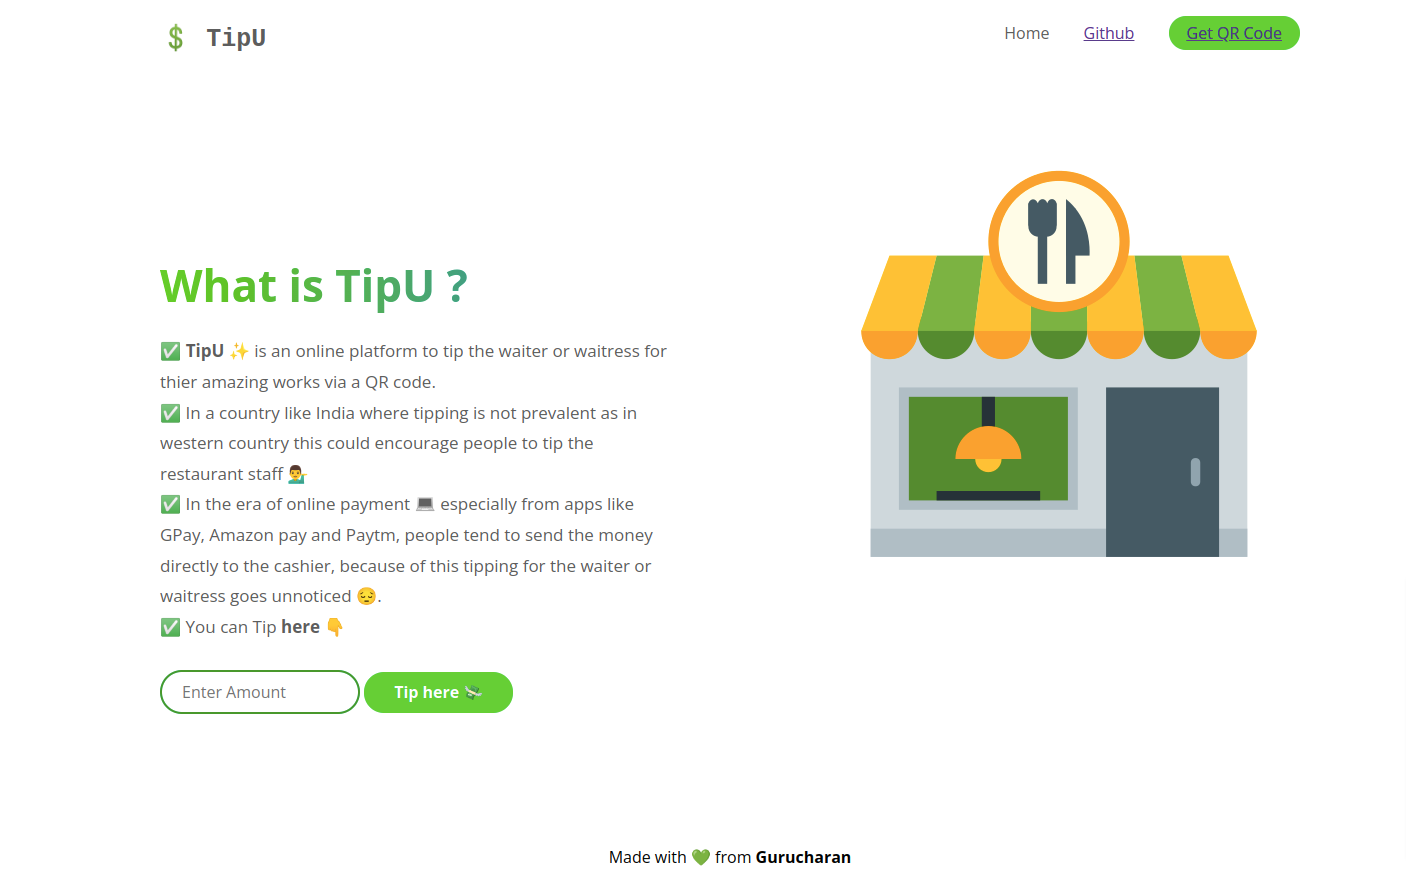 💲 TipU
Home Github Get QR Code
What is TipU ?
✅ TipU ✨ is an online platform to tip the waiter or waitress for
thier amazing works via a QR code.
✅ In a country like India where tipping is not prevalent as in
western country this could encourage people to tip the
restaurant staff 💁‍♂️
✅ In the era of online payment 💻 especially from apps like
GPay, Amazon pay and Paytm, people tend to send the money
directly to the cashier, because of this tipping for the waiter or
waitress goes unnoticed 😔.
✅ You can Tip here 👇
Enter Amount
Tip here 💸
Made with 💚 from Gurucharan